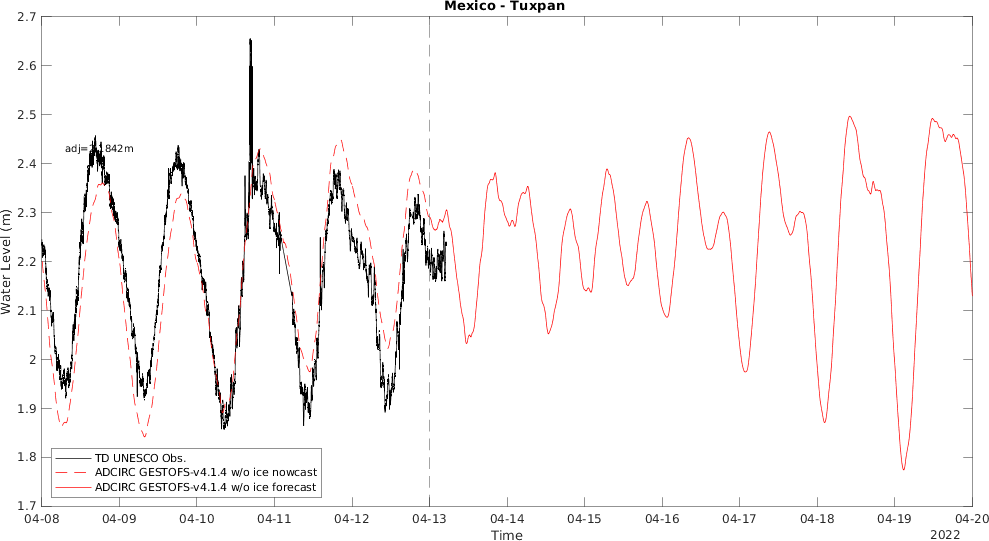 Mexico - Tuxpan
2.7
2.6
2.5
2.4
2.3
2.2
2.1
2
1.9
1.8
1.7
Water Level (m)
TD UNESCO Obs.
ADCIRC GESTOFS-v4.1.4 w/o ice nowcast
ADCIRC GESTOFS-v4.1.4 w/o ice forecast
04-08 04-09 04-10 04-11 04-12 04-13 04-14 04-15 04-16 04-17 04-18 04-19 04-20
Time
2022